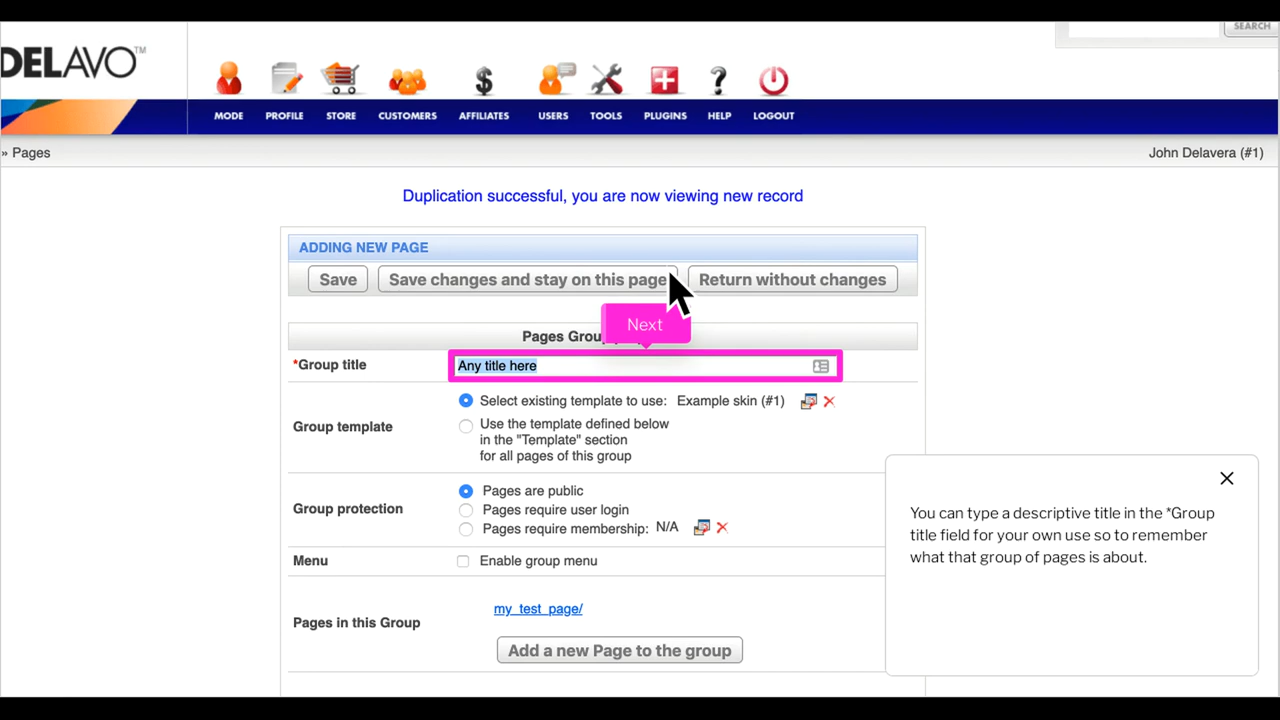 SEARCH
DELAVO™
MODE PROFILE STORE CUSTOMERS AFFILIATES USERS TOOLS PLUGINS HELP LOGOUT
» Pages
John Delavera (#1)
Duplication successful, you are now viewing new record
ADDING NEW PAGE
Save
Save changes and stay on this page
Return without changes
Next
Pages Group
*Group title
Any title here
Group template
Select existing template to use: Example skin (#1)
Use the template defined below
in the "Template" section
for all pages of this group
Group protection
Pages are public
Pages require user login
Pages require membership: N/A
Menu
Enable group menu
Pages in this Group
my_test_page/
Add a new Page to the group
You can type a descriptive title in the *Group
title field for your own use so to remember
what that group of pages is about.